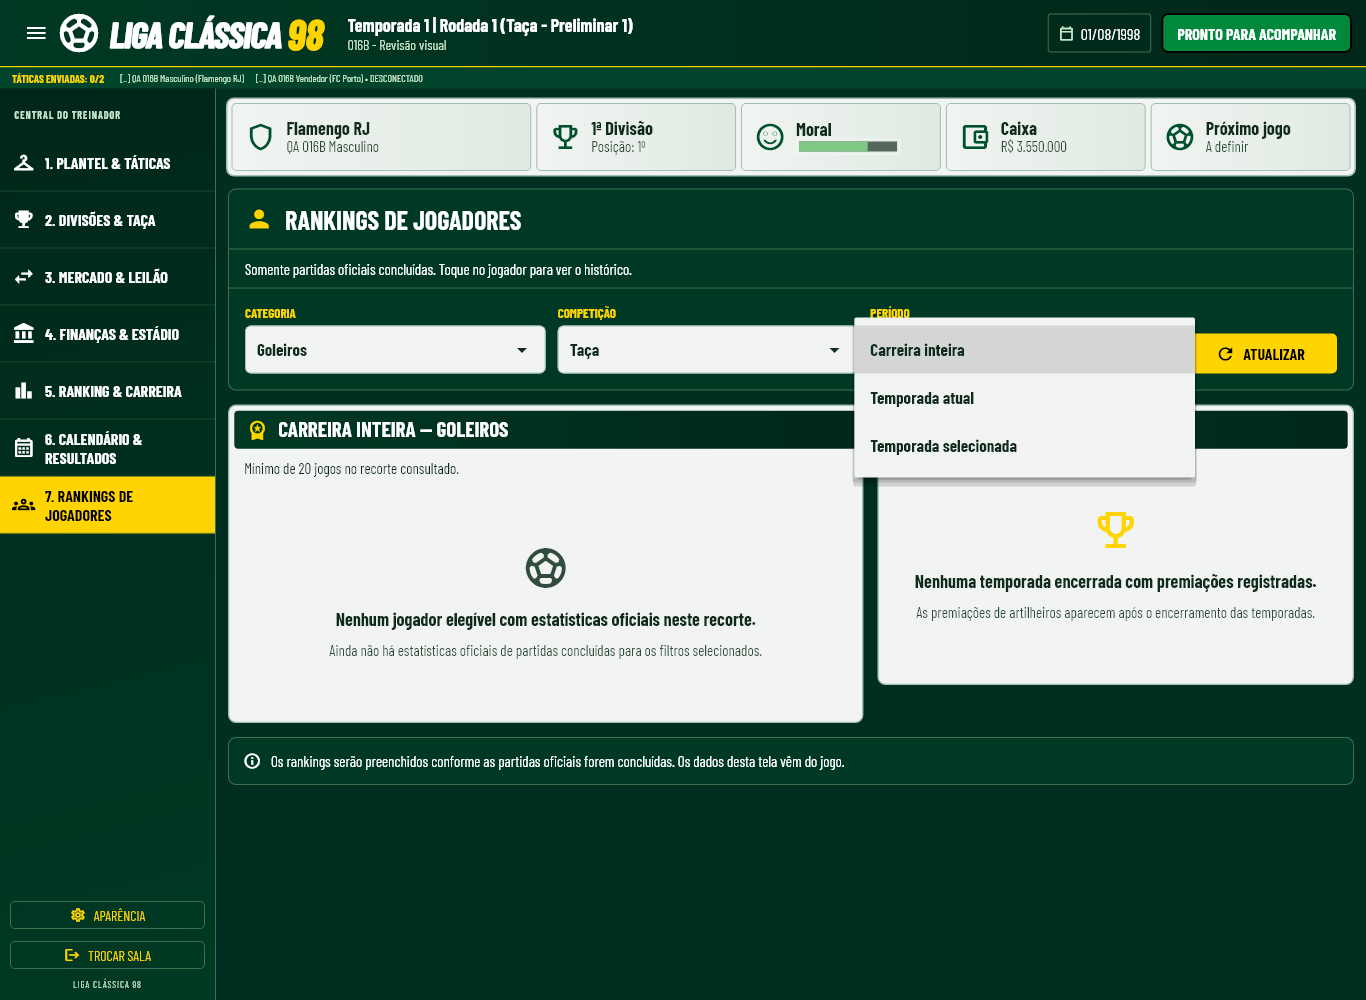 LIGA CLÁSSICA 98
Temporada 1 | Rodada 1 (Taça - Preliminar 1)
016B - Revisão visual
01/08/1998
PRONTO PARA ACOMPANHAR
TÁTICAS ENVIADAS: 0/2
[..] QA 016B Masculino (Flamengo RJ)
[..] QA 016B Vendedor (FC Porto) • DESCONECTADO
CENTRAL DO TREINADOR
1. PLANTEL & TÁTICAS
2. DIVISÕES & TAÇA
3. MERCADO & LEILÃO
4. FINANÇAS & ESTÁDIO
5. RANKING & CARREIRA
6. CALENDÁRIO &
RESULTADOS
7. RANKINGS DE
JOGADORES
APARÊNCIA
TROCAR SALA
LIGA CLÁSSICA 98
Flamengo RJ
QA 016B Masculino
1ª Divisão
Posição: 1º
Moral
Caixa
R$ 3.550.000
Próximo jogo
A definir
RANKINGS DE JOGADORES
Somente partidas oficiais concluídas. Toque no jogador para ver o histórico.
CATEGORIA
Goleiros
COMPETIÇÃO
Taça
PERÍODO
Carreira inteira
Temporada atual
Temporada selecionada
ATUALIZAR
CARREIRA INTEIRA — GOLEIROS
Mínimo de 20 jogos no recorte consultado.
Nenhum jogador elegível com estatísticas oficiais neste recorte.
Ainda não há estatísticas oficiais de partidas concluídas para os filtros selecionados.
Nenhuma temporada encerrada com premiações registradas.
As premiações de artilheiros aparecem após o encerramento das temporadas.
Os rankings serão preenchidos conforme as partidas oficiais forem concluídas. Os dados desta tela vêm do jogo.